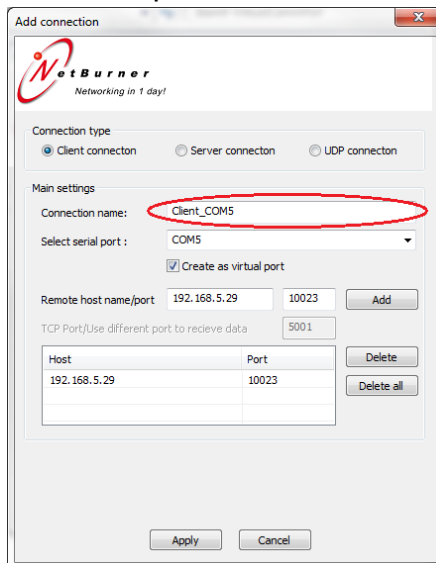 Add connection
NetBurner
Networking in 1 day!
Connection type
Client connecton Server connecton UDP connecton
Main settings
Connection name: Client_COM5
Select serial port : COM5
Create as virtual port
Remote host name/port 192.168.5.29 10023 Add
TCP Port/Use different port to recieve data 5001
Host Port Delete
192.168.5.29 10023 Delete all
Apply Cancel